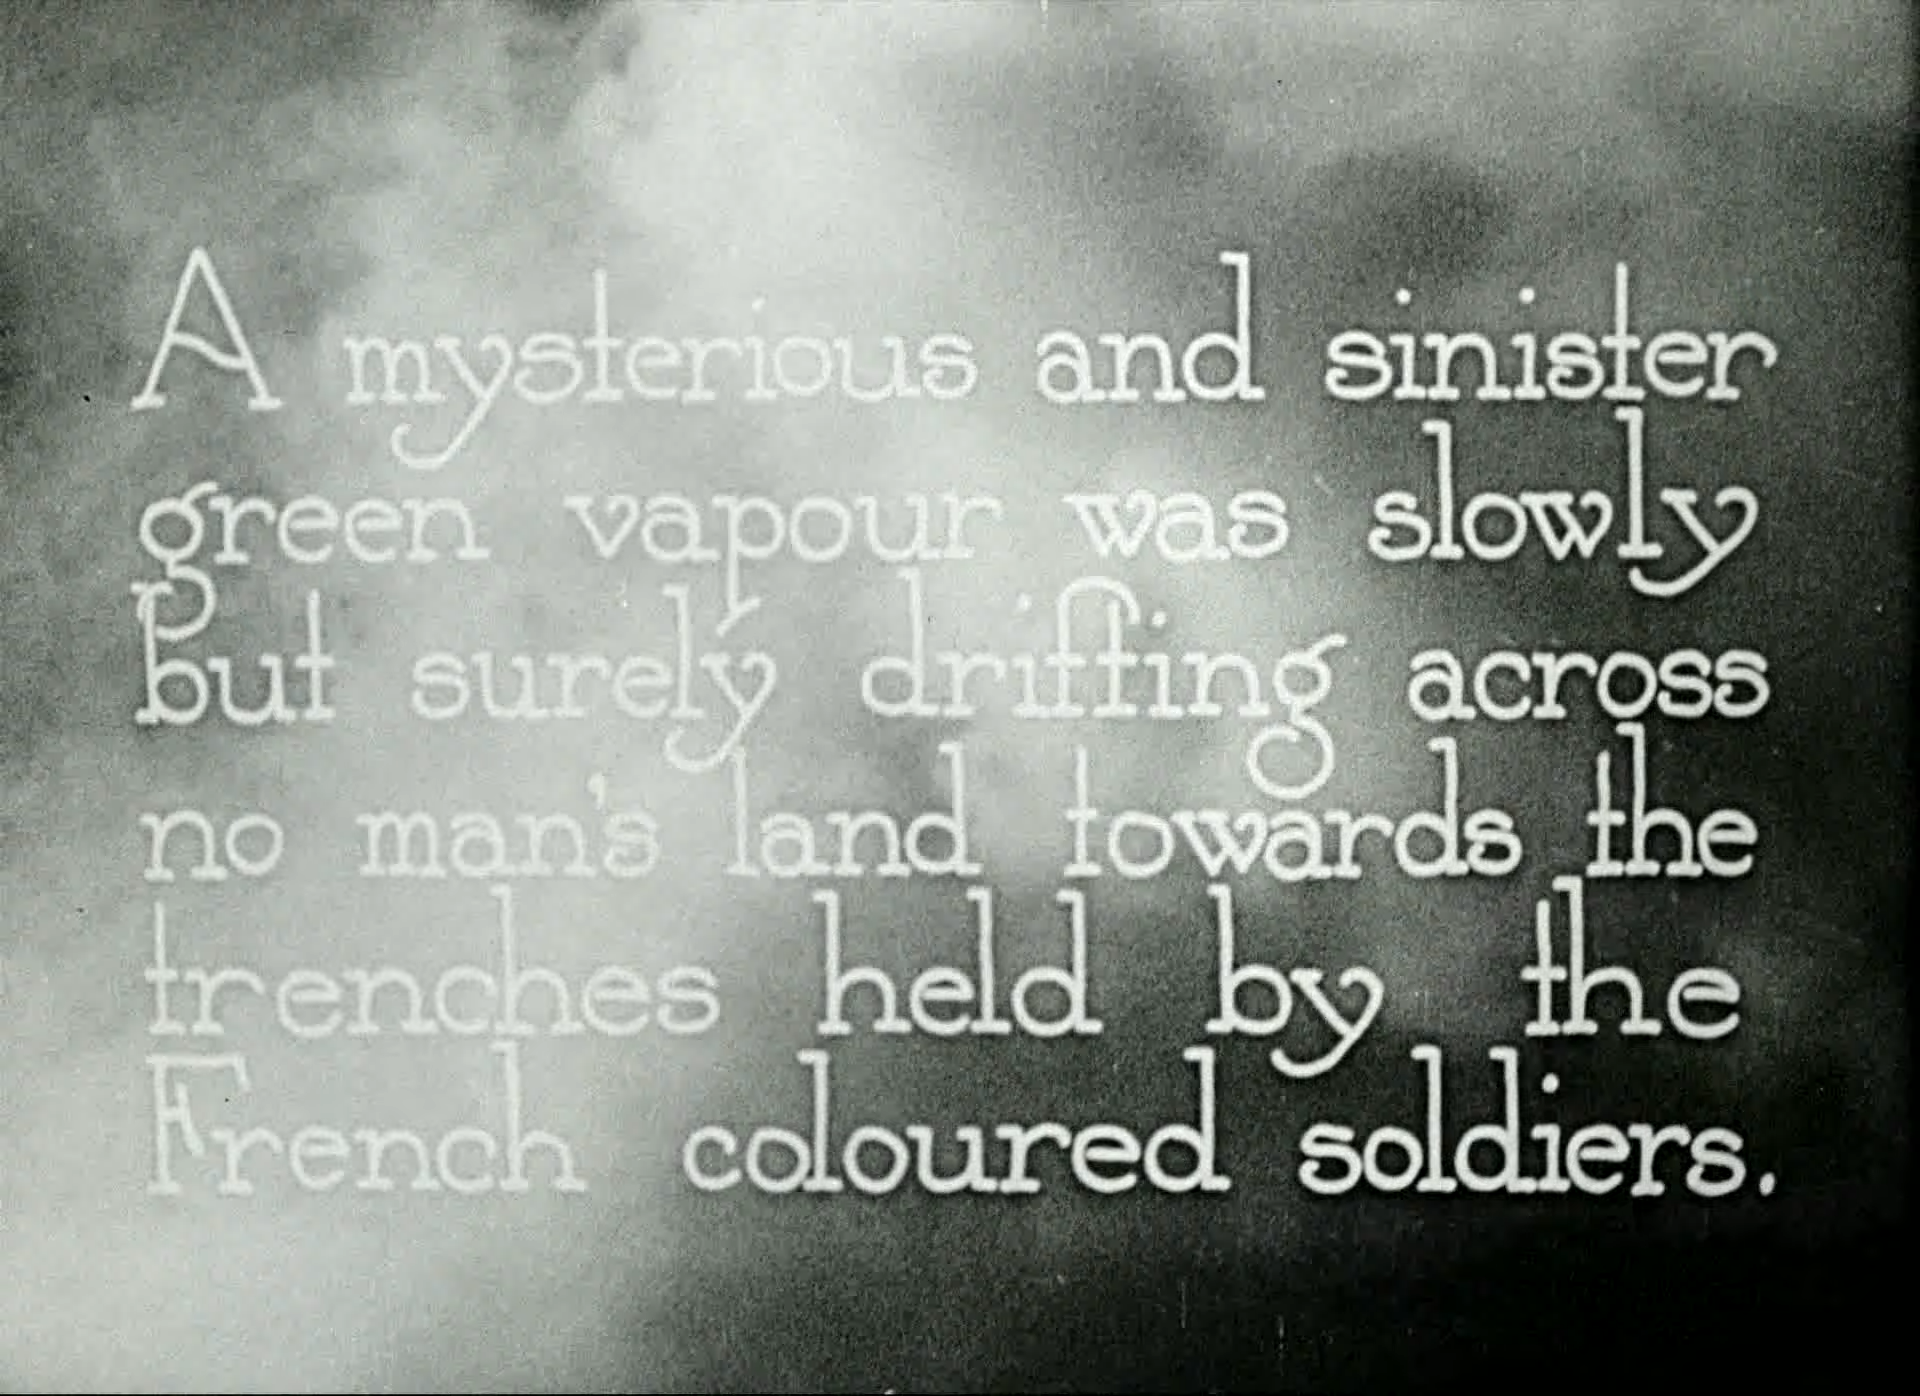 A mysterious and sinister
green vapour was slowly
but surely drifting across
no man's land towards the
trenches held by the
French coloured soldiers.